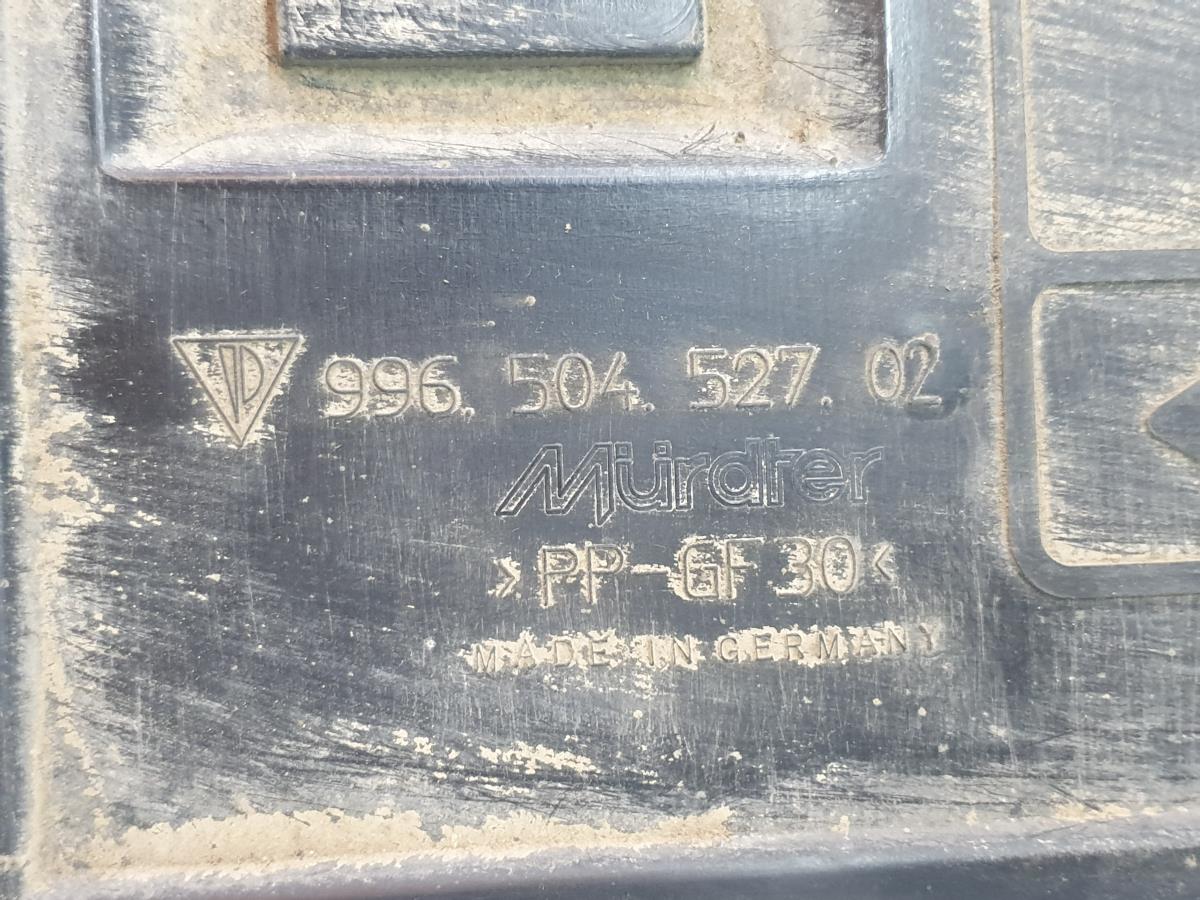 996. 504. 527. 02
Mürdter
>PP-GF30<
MADE IN GERMANY